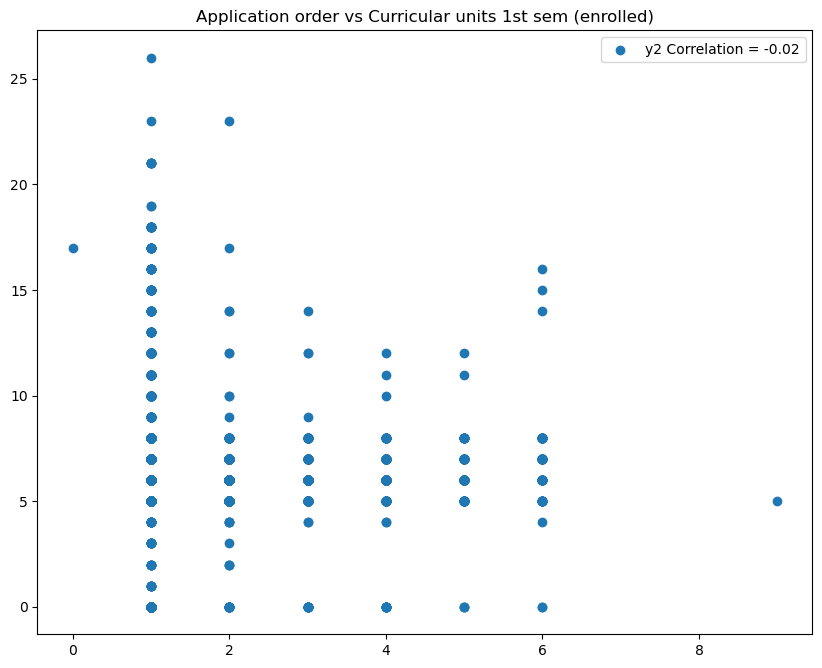 Application order vs Curricular units 1st sem (enrolled)
y2 Correlation = -0.02
25
20
15
10
5
0
0 2 4 6 8